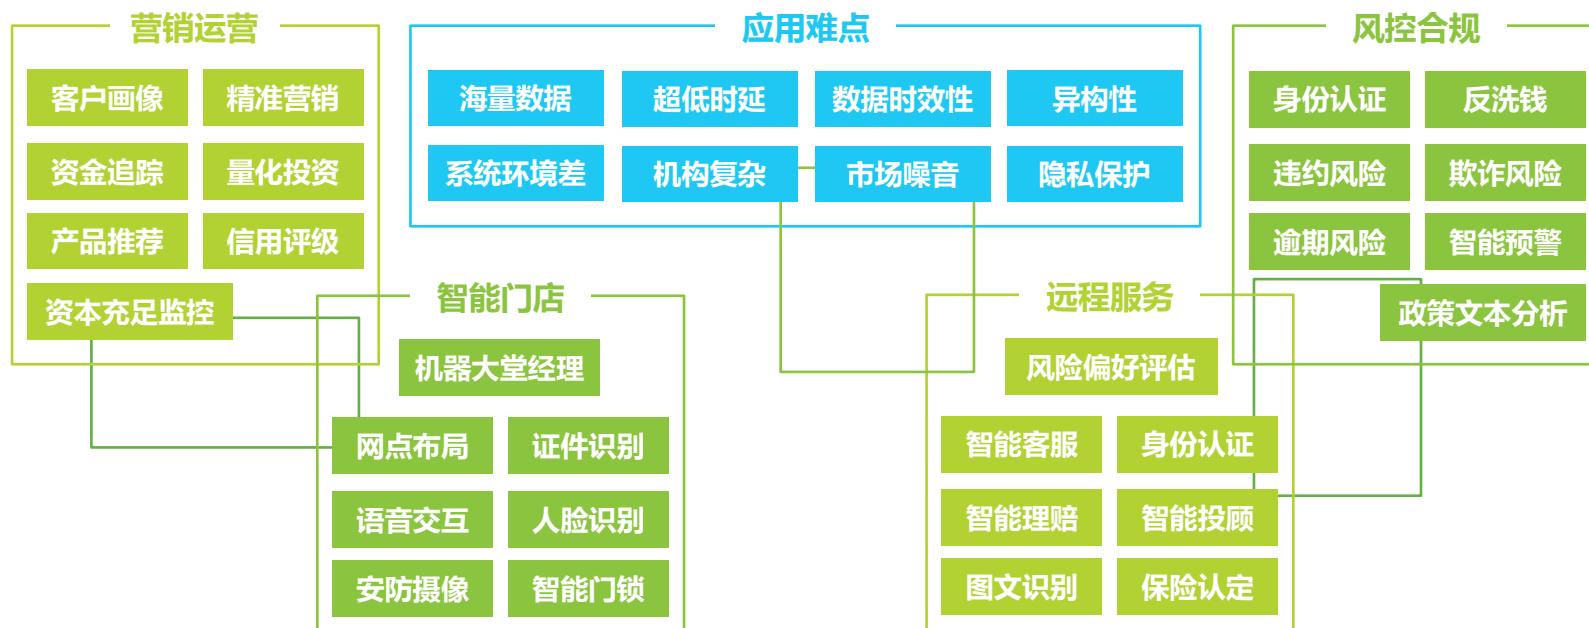 营销运营
客户画像
精准营销
资金追踪
量化投资
产品推荐
信用评级
资本充足监控
应用难点
海量数据
超低时延
数据时效性
异构性
系统环境差
机构复杂
市场噪音
隐私保护
风控合规
身份认证
反洗钱
违约风险
欺诈风险
逾期风险
智能预警
政策文本分析
智能门店
机器大堂经理
网点布局
证件识别
语音交互
人脸识别
安防摄像
智能门锁
远程服务
风险偏好评估
智能客服
身份认证
智能理赔
智能投顾
图文识别
保险认定